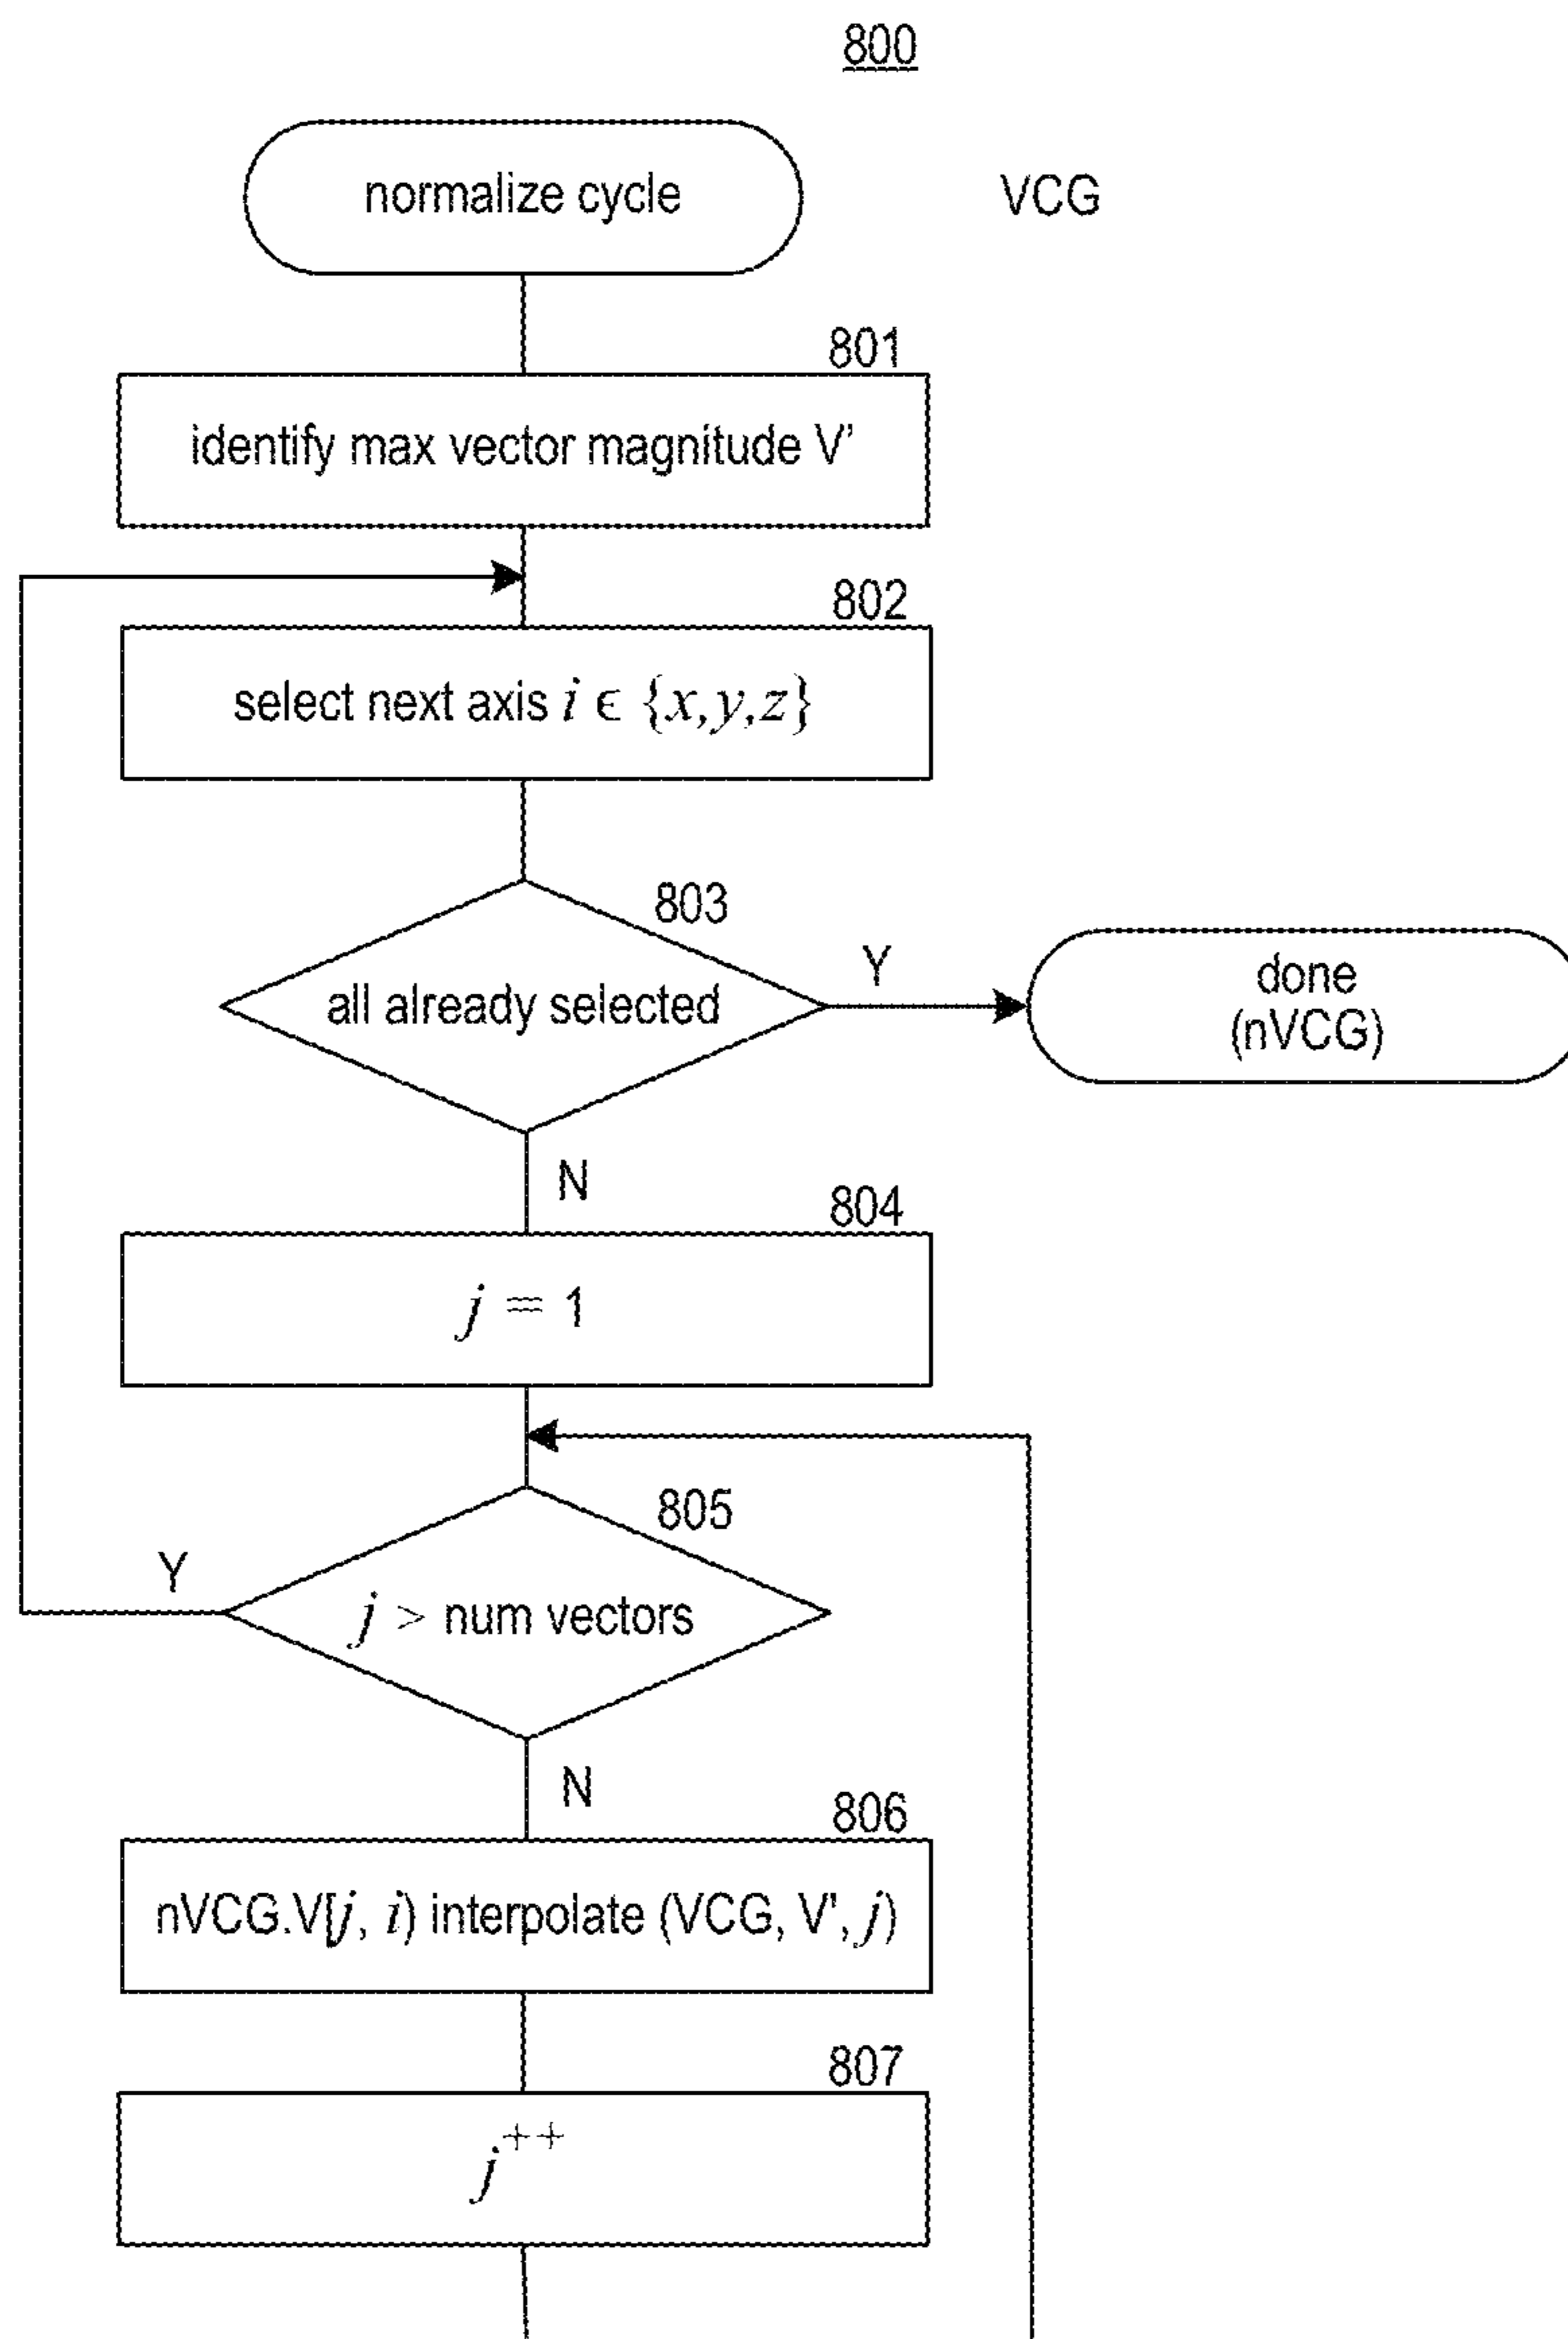 800
normalize cycle
VCG
801
identify max vector magnitude V'
802
select next axis i ϵ {x,y,z}
803
all already selected
Y
done
(nVCG)
N
804
j = 1
805
Y
j > num vectors
N
806
nVCG.V[j, i) interpolate (VCG, V', j)
807
j++